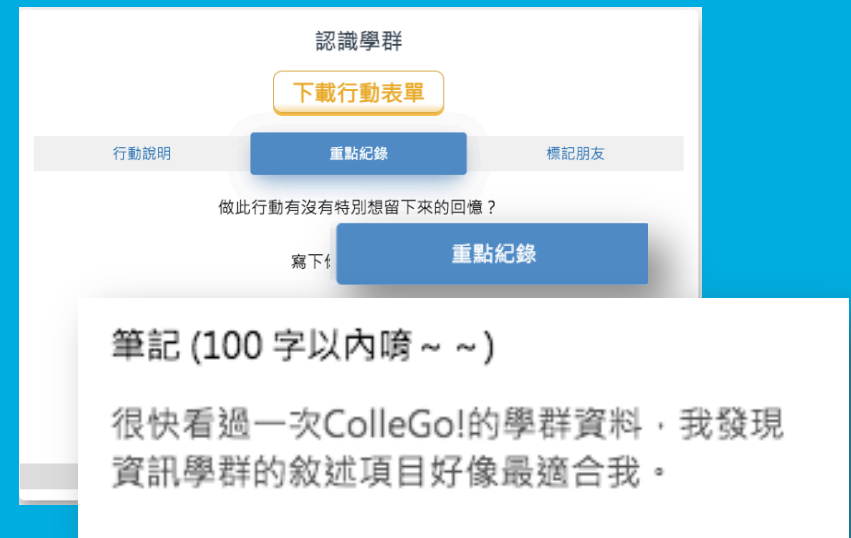 認識學群
下載行動表單
行動說明
重點紀錄
標記朋友
做此行動有沒有特別想留下來的回憶？
寫下
重點紀錄
筆記 (100 字以內唷~ ~)
很快看過一次ColleGo!的學群資料，我發現
資訊學群的敘述項目好像最適合我。